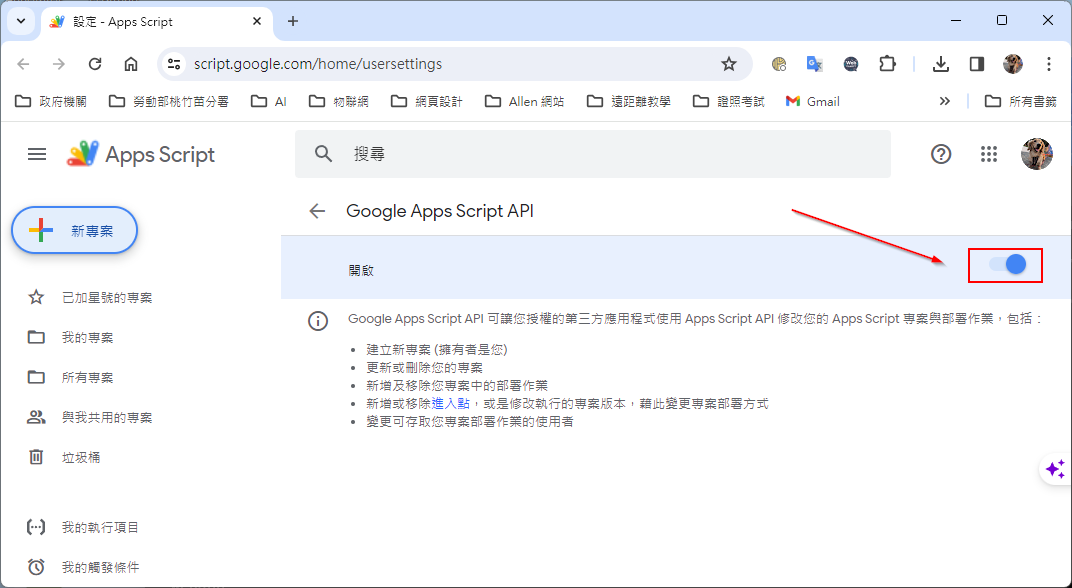 設定 - Apps Script
script.google.com/home/usersettings
政府機關 勞動部桃竹苗分署 AI 物聯網 網頁設計 Allen 網站 遠距離教學 證照考試 Gmail 所有書籤
Apps Script
搜尋
新專案
Google Apps Script API
開啟
已加星號的專案
我的專案
所有專案
與我共用的專案
垃圾桶
我的執行項目
我的觸發條件
Google Apps Script API 可讓您授權的第三方應用程式使用 Apps Script API 修改您的 Apps Script 專案與部署作業，包括：
建立新專案 (擁有者是您)
更新或刪除您的專案
新增及移除您專案中的部署作業
新增或移除進入點，或是修改執行的專案版本，藉此變更專案部署方式
變更可存取您專案部署作業的使用者